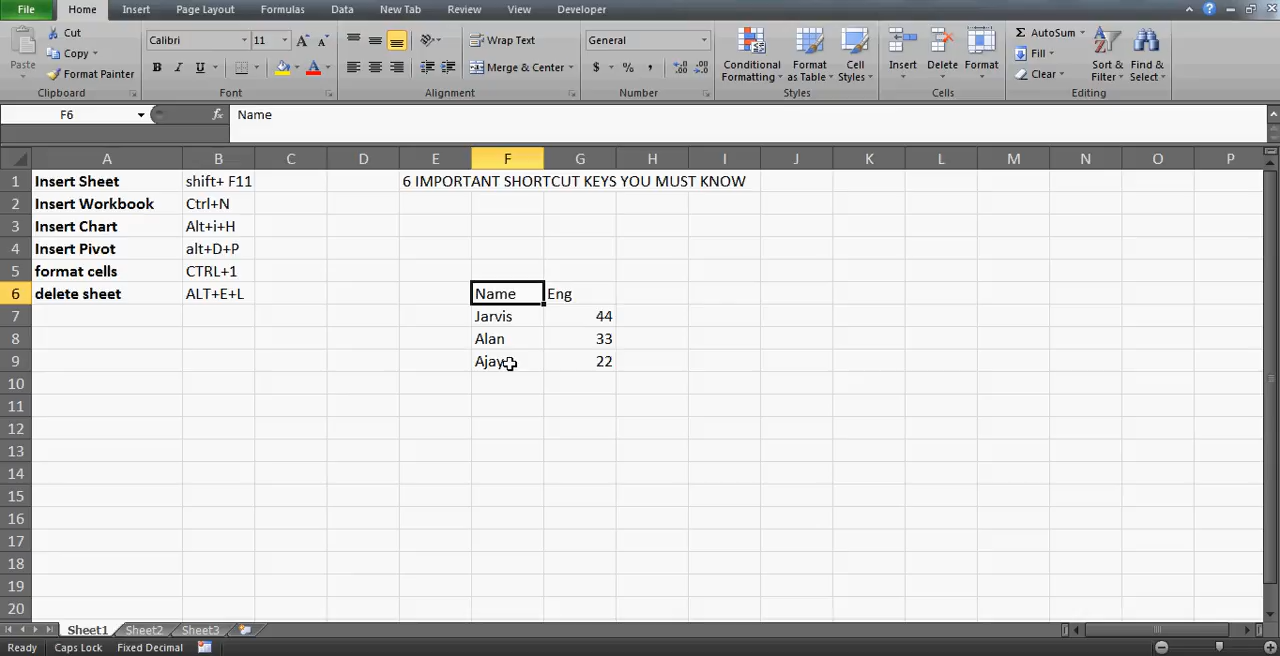 File Home Insert Page Layout Formulas Data New Tab Review View Developer
Cut
Copy
Format Painter
Paste
Clipboard
Calibri 11
B I U
Font
Wrap Text
Merge & Center
Alignment
General
$ % ,
Number
Conditional Formatting
Format as Table
Cell Styles
Styles
Insert
Delete
Format
Cells
Σ AutoSum
Fill
Clear
Sort & Filter
Find & Select
Editing
F6 fx Name
A B C D E F G H I J K L M N O P
1 Insert Sheet shift+ F11 6 IMPORTANT SHORTCUT KEYS YOU MUST KNOW
2 Insert Workbook Ctrl+N
3 Insert Chart Alt+i+H
4 Insert Pivot alt+D+P
5 format cells CTRL+1
6 delete sheet ALT+E+L Name Eng
7 Jarvis 44
8 Alan 33
9 Ajay 22
10
11
12
13
14
15
16
17
18
19
20
Sheet1 Sheet2 Sheet3
Ready Caps Lock Fixed Decimal